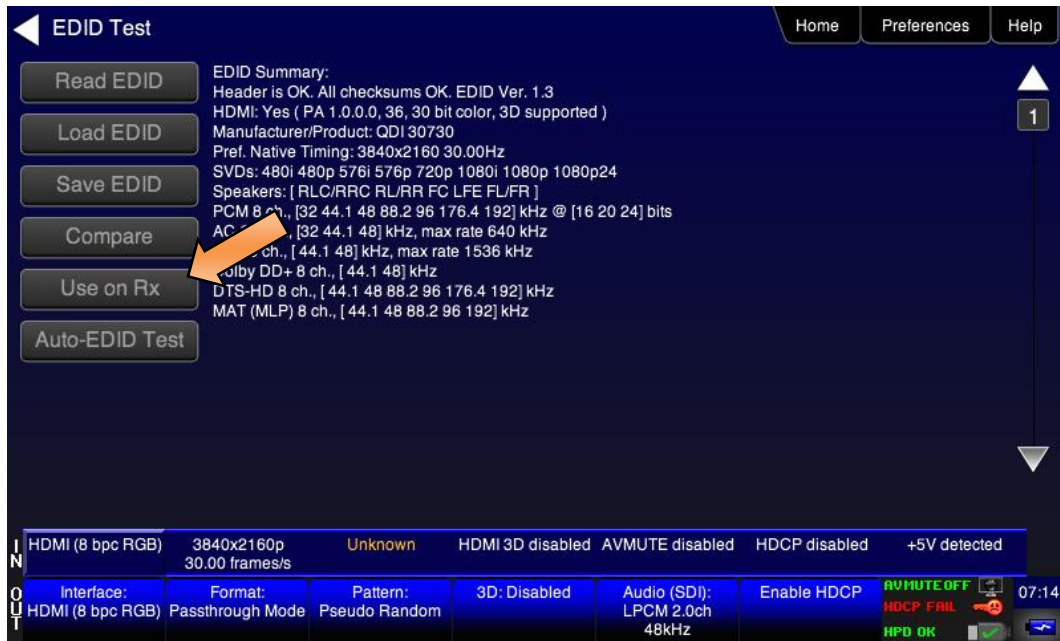 EDID Test
Home
Preferences
Help
Read EDID
Load EDID
Save EDID
Compare
Use on Rx
Auto-EDID Test
EDID Summary:
Header is OK. All checksums OK. EDID Ver. 1.3
HDMI: Yes ( PA 1.0.0.0, 36, 30 bit color, 3D supported )
Manufacturer/Product: QDI 30730
Pref. Native Timing: 3840x2160 30.00Hz
SVDs: 480i 480p 576i 576p 720p 1080i 1080p 1080p24
Speakers: [ RLC/RRC RL/RR FC LFE FL/FR ]
PCM 8 ch., [32 44.1 48 88.2 96 176.4 192] kHz @ [16 20 24] bits
[32 44.1 48] kHz, max rate 640 kHz
ch., [ 44.1 48] kHz, max rate 1536 kHz
DD+ 8 ch., [ 44.1 48] kHz
DTS-HD 8 ch., [ 44.1 48 88.2 96 176.4 192] kHz
MAT (MLP) 8 ch., [ 44.1 48 88.2 96 192] kHz
1
IN
HDMI (8 bpc RGB)
3840x2160p
30.00 frames/s
Unknown
HDMI 3D disabled
AVMUTE disabled
HDCP disabled
+5V detected
OUT
Interface:
HDMI (8 bpc RGB)
Format:
Passthrough Mode
Pattern:
Pseudo Random
3D: Disabled
Audio (SDI):
LPCM 2.0ch
48kHz
Enable HDCP
AVMUTE OFF
HDCP FAIL
HPD OK
07:14